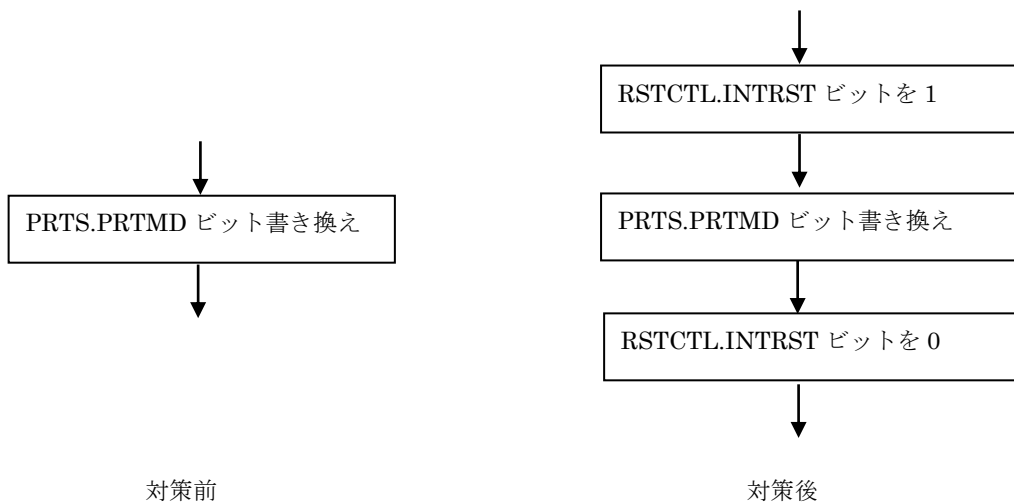 PRTS.PRTMD ビット書き換え
対策前
RSTCTL.INTRST ビットを 1
PRTS.PRTMD ビット書き換え
RSTCTL.INTRST ビットを 0
対策後